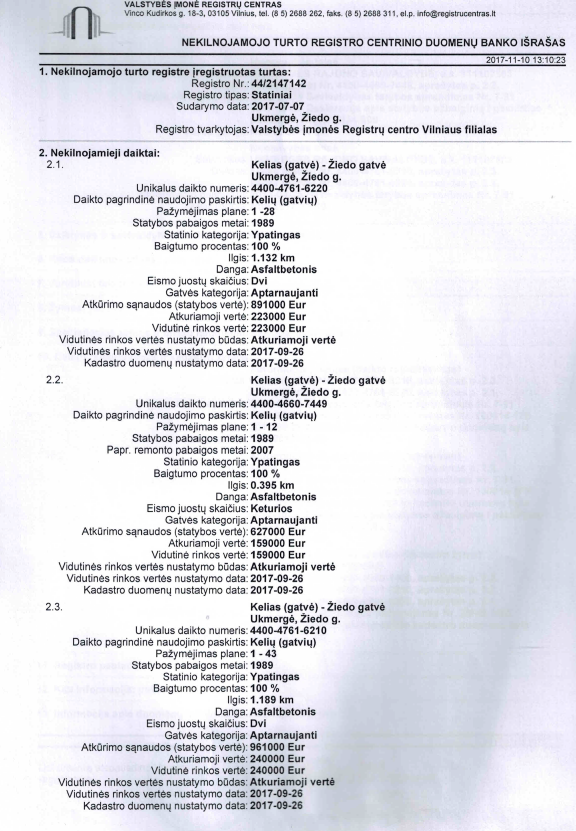 VALSTYBĖS ĮMONĖ REGISTRŲ CENTRAS
Vinco Kudirkos g. 18-3, 03105 Vilnius, tel. (8 5) 2688 262, faks. (8 5) 2688 311, el.p. info@registrucentras.lt
NEKILNOJAMOJO TURTO REGISTRO CENTRINIO DUOMENŲ BANKO IŠRAŠAS
2017-11-10 13:10:23
1. Nekilnojamojo turto registre įregistruotas turtas:
Registro Nr.: 44/2147142
Registro tipas: Statiniai
Sudarymo data: 2017-07-07
Ukmergė, Žiedo g.
Registro tvarkytojas: Valstybės įmonės Registrų centro Vilniaus filialas
2. Nekilnojamieji daiktai:
2.1. Kelias (gatvė) - Žiedo gatvė
Ukmergė, Žiedo g.
Unikalus daikto numeris: 4400-4761-6220
Daikto pagrindinė naudojimo paskirtis: Kelių (gatvių)
Pažymėjimas plane: 1 -28
Statybos pabaigos metai: 1989
Statinio kategorija: Ypatingas
Baigtumo procentas: 100 %
Ilgis: 1.132 km
Danga: Asfaltbetonis
Eismo juostų skaičius: Dvi
Gatvės kategorija: Aptarnaujanti
Atkūrimo sąnaudos (statybos vertė): 891000 Eur
Atkuriamoji vertė: 223000 Eur
Vidutinė rinkos vertė: 223000 Eur
Vidutinės rinkos vertės nustatymo būdas: Atkuriamoji vertė
Vidutinės rinkos vertės nustatymo data: 2017-09-26
Kadastro duomenų nustatymo data: 2017-09-26
2.2. Kelias (gatvė) - Žiedo gatvė
Ukmergė, Žiedo g.
Unikalus daikto numeris: 4400-4660-7449
Daikto pagrindinė naudojimo paskirtis: Kelių (gatvių)
Pažymėjimas plane: 1 - 12
Statybos pabaigos metai: 1989
Papr. remonto pabaigos metai: 2007
Statinio kategorija: Ypatingas
Baigtumo procentas: 100 %
Ilgis: 0.395 km
Danga: Asfaltbetonis
Eismo juostų skaičius: Keturios
Gatvės kategorija: Aptarnaujanti
Atkūrimo sąnaudos (statybos vertė): 627000 Eur
Atkuriamoji vertė: 159000 Eur
Vidutinė rinkos vertė: 159000 Eur
Vidutinės rinkos vertės nustatymo būdas: Atkuriamoji vertė
Vidutinės rinkos vertės nustatymo data: 2017-09-26
Kadastro duomenų nustatymo data: 2017-09-26
2.3. Kelias (gatvė) - Žiedo gatvė
Ukmergė, Žiedo g.
Unikalus daikto numeris: 4400-4761-6210
Daikto pagrindinė naudojimo paskirtis: Kelių (gatvių)
Pažymėjimas plane: 1 - 43
Statybos pabaigos metai: 1989
Statinio kategorija: Ypatingas
Baigtumo procentas: 100 %
Ilgis: 1.189 km
Danga: Asfaltbetonis
Eismo juostų skaičius: Dvi
Gatvės kategorija: Aptarnaujanti
Atkūrimo sąnaudos (statybos vertė): 961000 Eur
Atkuriamoji vertė: 240000 Eur
Vidutinė rinkos vertė: 240000 Eur
Vidutinės rinkos vertės nustatymo būdas: Atkuriamoji vertė
Vidutinės rinkos vertės nustatymo data: 2017-09-26
Kadastro duomenų nustatymo data: 2017-09-26